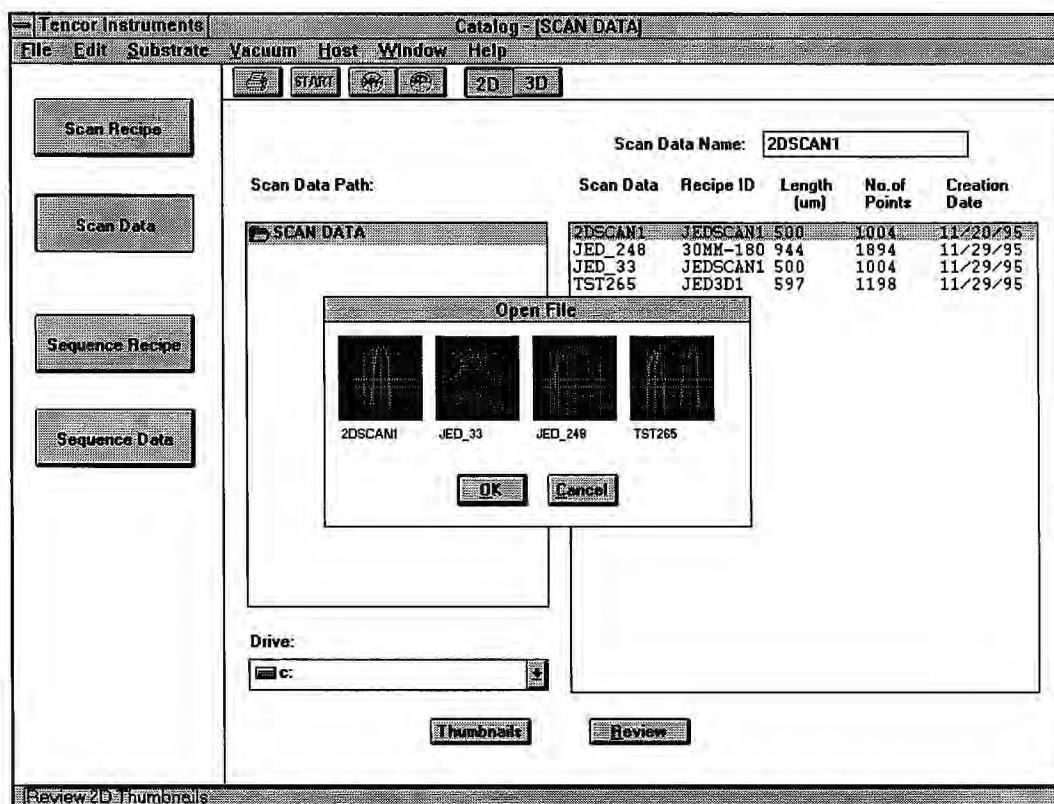 Tencor Instruments
Catalog - [SCAN DATA]
File Edit Substrate Vacuum Host Window Help
START 2D 3D
Scan Recipe
Scan Data
Sequence Recipe
Sequence Data
Scan Data Name: 2DSCAN1
Scan Data Path:
SCAN DATA
Scan Data Recipe ID Length (um) No.of Points Creation Date
2DSCAN1 JEDSCAN1 500 1004 11/20/95
JED_248 30MM-180 944 1894 11/29/95
JED_33 JEDSCAN1 500 1004 11/29/95
TST265 JED3D1 597 1198 11/29/95
Open File
2DSCAN1 JED_33 JED_248 TST265
OK Cancel
Drive:
c:
Thumbnails Review
Review 2D Thumbnails